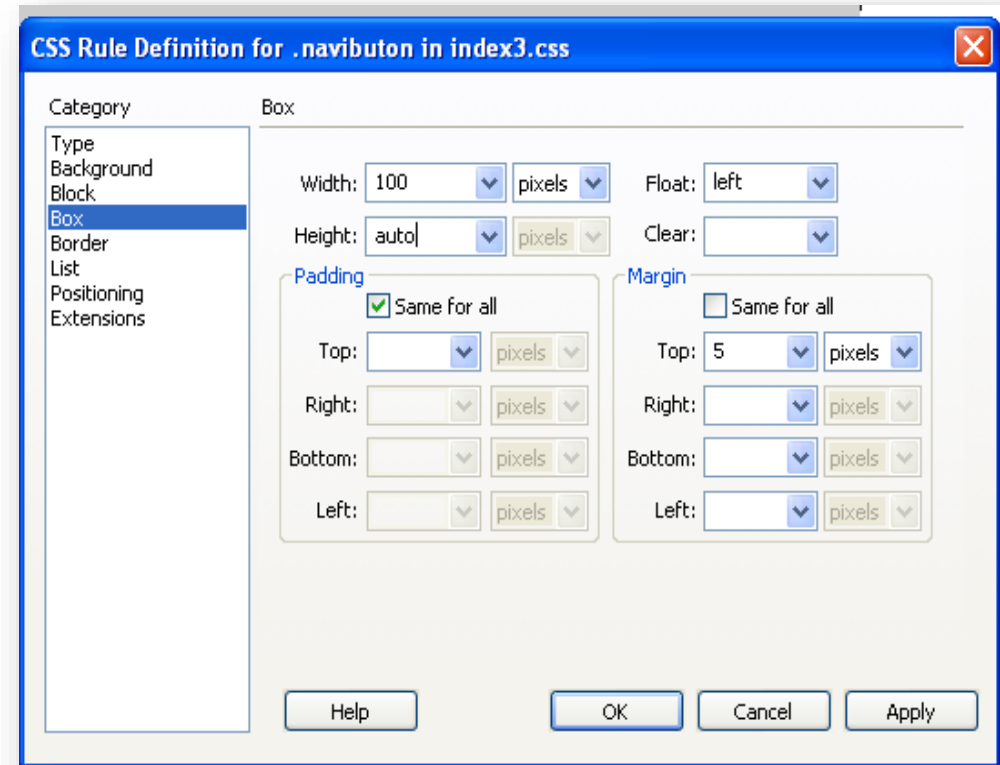 CSS Rule Definition for .navibuton in index3.css
Category
Box
Type
Background
Block
Box
Border
List
Positioning
Extensions
Width: 100 pixels Float: left
Height: auto pixels Clear:
Padding Margin
Same for all Same for all
Top: pixels Top: 5 pixels
Right: pixels Right: pixels
Bottom: pixels Bottom: pixels
Left: pixels Left: pixels
Help OK Cancel Apply